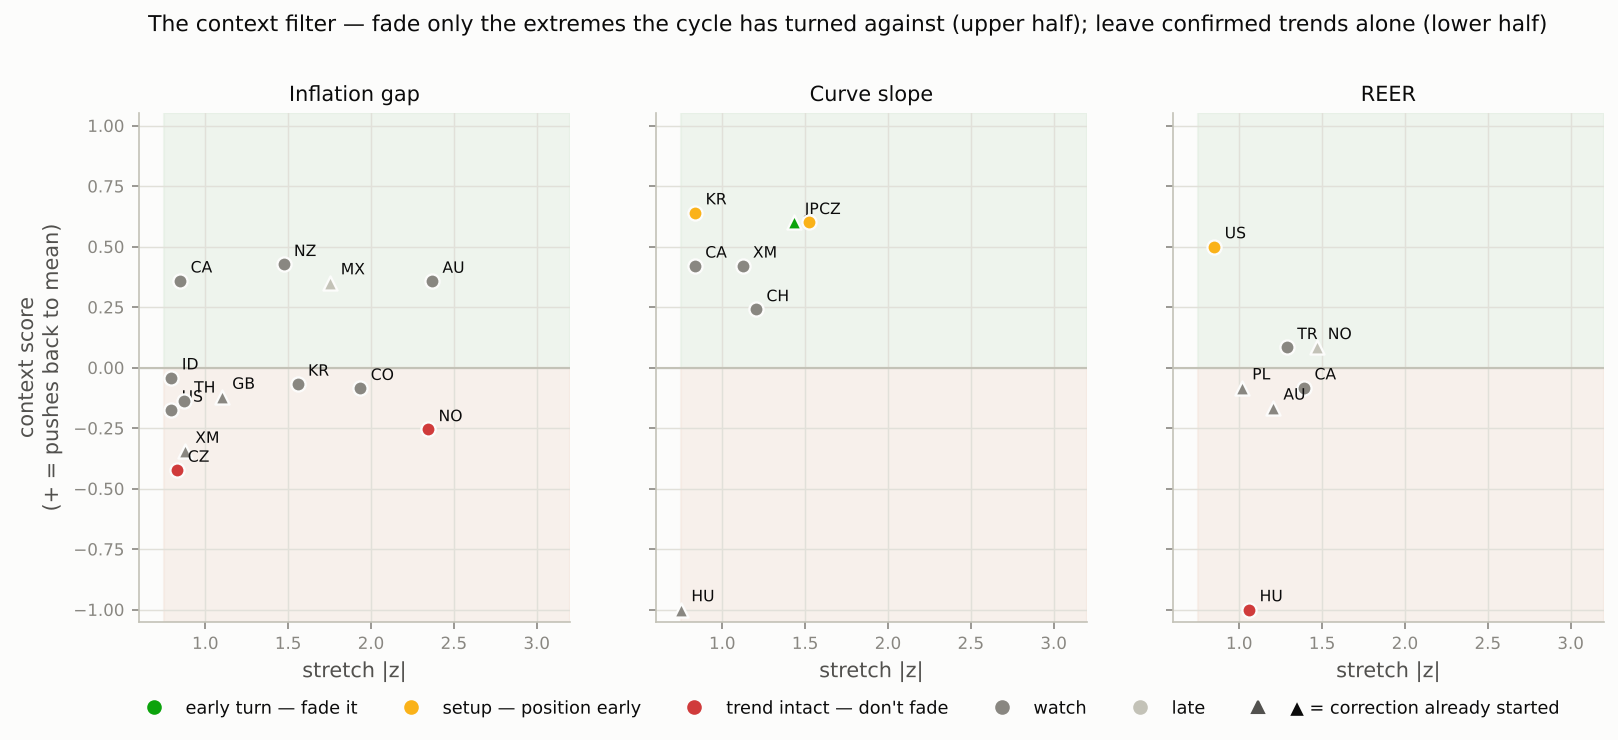 The context filter — fade only the extremes the cycle has turned against (upper half); leave confirmed trends alone (lower half)
Inflation gap
Curve slope
REER
context score
(+ = pushes back to mean)
1.00
0.75
0.50
0.25
0.00
−0.25
−0.50
−0.75
−1.00
CA
NZ
MX
AU
ID
TH
US
GB
KR
CO
NO
XM
CZ
1.0 1.5 2.0 2.5 3.0
stretch |z|
KR
JP
CZ
CA
XM
CH
HU
1.0 1.5 2.0 2.5 3.0
stretch |z|
US
TR
NO
PL
CA
AU
HU
1.0 1.5 2.0 2.5 3.0
stretch |z|
early turn — fade it
setup — position early
trend intact — don't fade
watch
late
▲ = correction already started